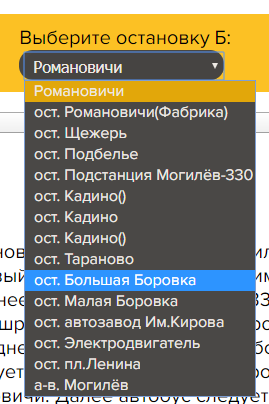 Выберите остановку Б:
Романовичи
Романовичи
ост. Романовичи(Фабрика)
ост. Щежерь
ост. Подбелье
ост. Подстанция Могилёв-330
ост. Кадино()
ост. Кадино
ост. Кадино()
ост. Тараново
ост. Большая Боровка
ост. Малая Боровка
ост. автозавод Им.Кирова
ост. Электродвигатель
ост. пл.Ленина
а-в. Могилёв